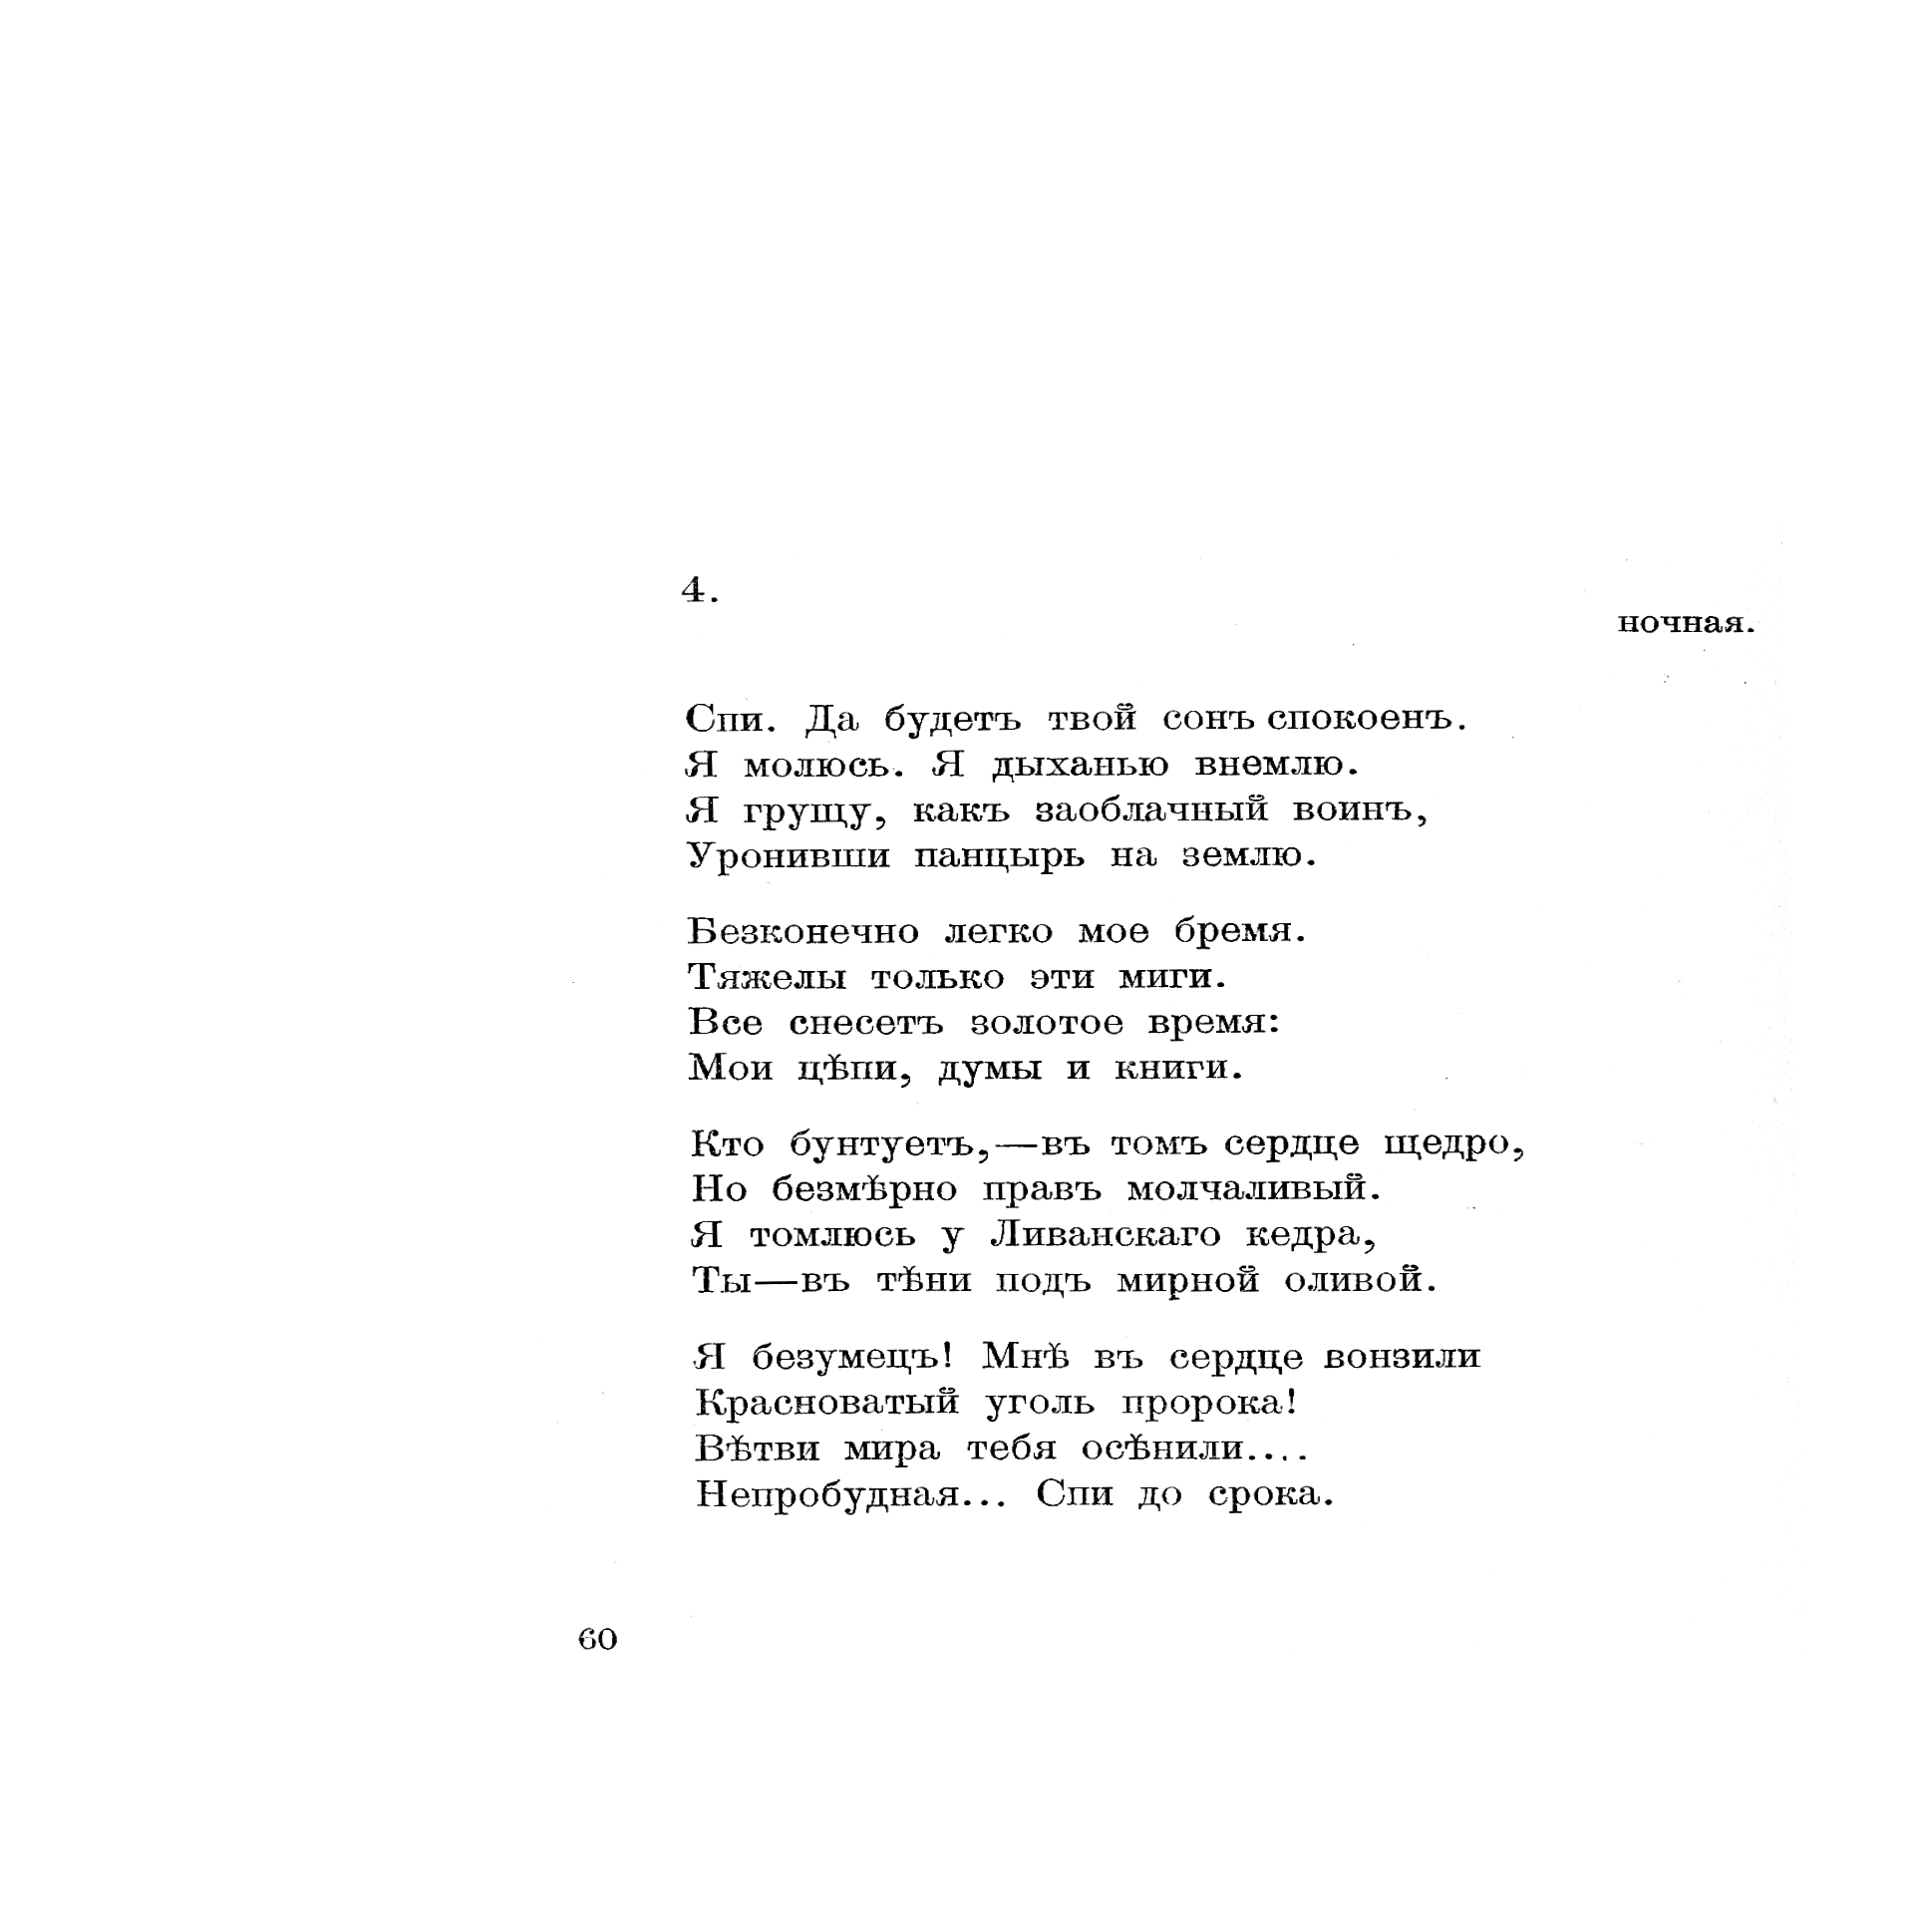 4.
ночная.
Спи. Да будетъ твой сонъ спокоенъ.
Я молюсь. Я дыханью внемлю.
Я грущу, какъ заоблачный воинъ,
Уронивши панцырь на землю.
Безконечно легко мое бремя.
Тяжелы только эти миги.
Все снесетъ золотое время:
Мои цѣпи, думы и книги.
Кто бунтуетъ,—въ томъ сердце щедро,
Но безмѣрно правъ молчаливый.
Я томлюсь у Ливанскаго кедра,
Ты—въ тѣни подъ мирной оливой.
Я безумецъ! Мнѣ въ сердце вонзили
Красноватый уголь пророка!
Вѣтви мира тебя осѣнили....
Непробудная... Спи до срока.
60